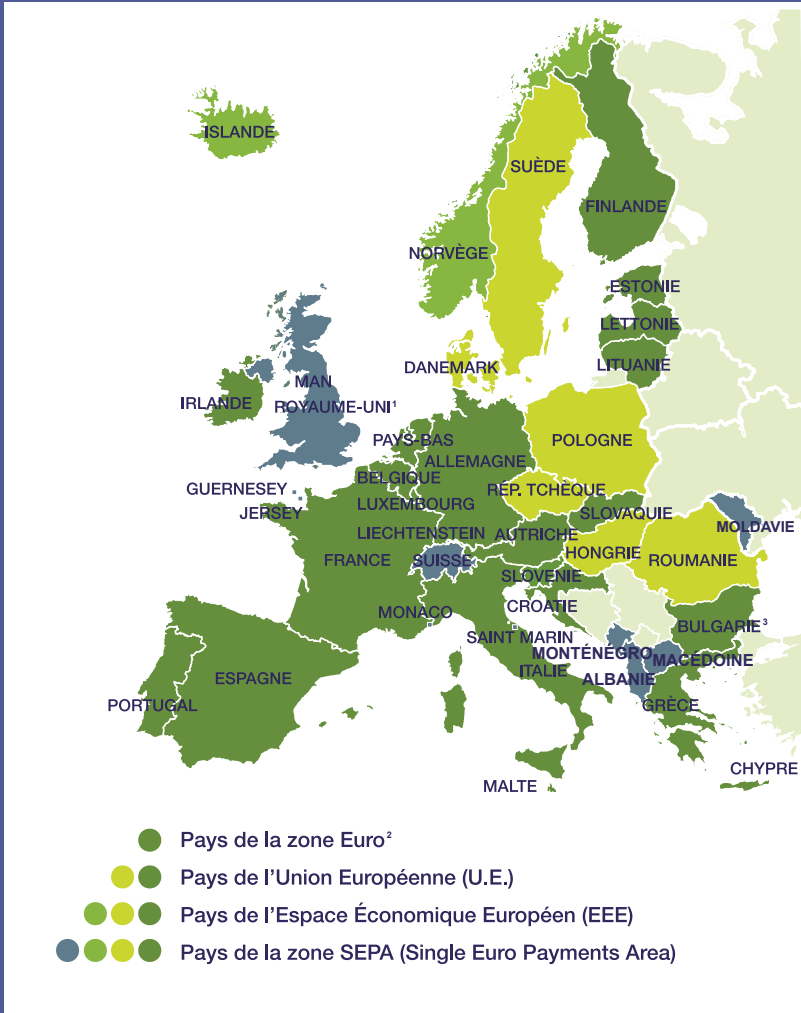 ISLANDE
SUÈDE
FINLANDE
NORVÈGE
ESTONIE
LETTONIE
LITUANIE
DANEMARK
MAN
IRLANDE
ROYAUME-UNI¹
PAYS-BAS
POLOGNE
ALLEMAGNE
BELGIQUE
GUERNESEY
RÉP. TCHÈQUE
LUXEMBOURG
JERSEY
SLOVAQUIE
MOLDAVIE
LIECHTENSTEIN
AUTRICHE
HONGRIE
FRANCE
SUISSE
ROUMANIE
SLOVENIE
MONACO
CROATIE
BULGARIE³
SAINT MARIN
MONTÉNÉGRO
MACÉDOINE
ITALIE
ESPAGNE
ALBANIE
PORTUGAL
GRÈCE
CHYPRE
MALTE
Pays de la zone Euro²
Pays de l'Union Européenne (U.E.)
Pays de l'Espace Économique Européen (EEE)
Pays de la zone SEPA (Single Euro Payments Area)